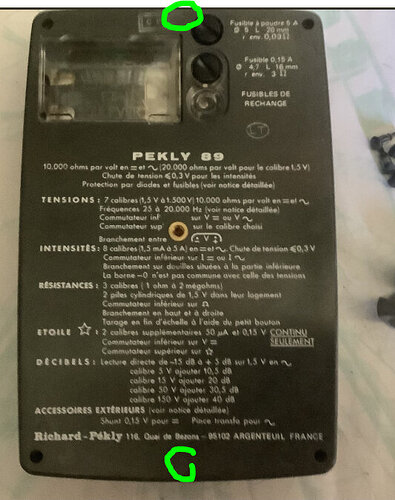 Fusible à poudre 5 A
Ø 5 L 20 mm
r env. 0,03 Ω
Fusible 0,15 A
Ø 4,7 L 16 mm
r env. 3 Ω
FUSIBLES DE
RECHANGE
LT
PEKLY 89
10.000 ohms par volt en ⎓ et ∿ (20.000 ohms par volt pour le calibre 1,5 V)
Chute de tension ⩽ 0,3 V pour les intensités
Protection par diodes et fusibles (voir notice détaillée)
TENSIONS : 7 calibres (1,5 V à 1.500 V) 10.000 ohms par volt en ⎓ et ∿
Fréquences 25 à 20.000 Hz (voir notice détaillée)
Commutateur inf sur V ⎓ ou V ∿
Commutateur sup sur le calibre choisi
Branchement entre V
INTENSITÉS : 8 calibres (1,5 mA à 5 A) en ⎓ et ∿. Chute de tension ⩽ 0,3 V
Commutateur inférieur sur I ⎓ ou I ∿
Branchement sur douilles situées à la partie inférieure
La borne -0 n'est pas commune avec celle des tensions
RÉSISTANCES : 3 calibres ( 1 ohm à 2 mégohms)
2 piles cylindriques de 1,5 V dans leur logement
Commutateur inférieur sur Ω
Branchement en haut et à droite
Tarage en fin d'échelle à l'aide du petit bouton
ETOILE ☆ : 2 calibres supplémentaires 50 µA et 0,15 V CONTINU
Commutateur inférieur sur V ⎓ SEULEMENT
Commutateur supérieur sur ☆
DÉCIBELS : Lecture directe de -15 dB à + 5 dB sur 1,5 V en ∿
calibre 5 V ajouter 10,5 dB
calibre 15 V ajouter 20 dB
calibre 50 V ajouter 30,5 dB
calibre 150 V ajouter 40 dB
ACCESSOIRES EXTÉRIEURS (voir notice détaillée)
Shunt 0,15 V pour ⎓ Pince transfo pour ∿
Richard-Pékly 116, Quai de Bezons - 95102 ARGENTEUIL FRANCE